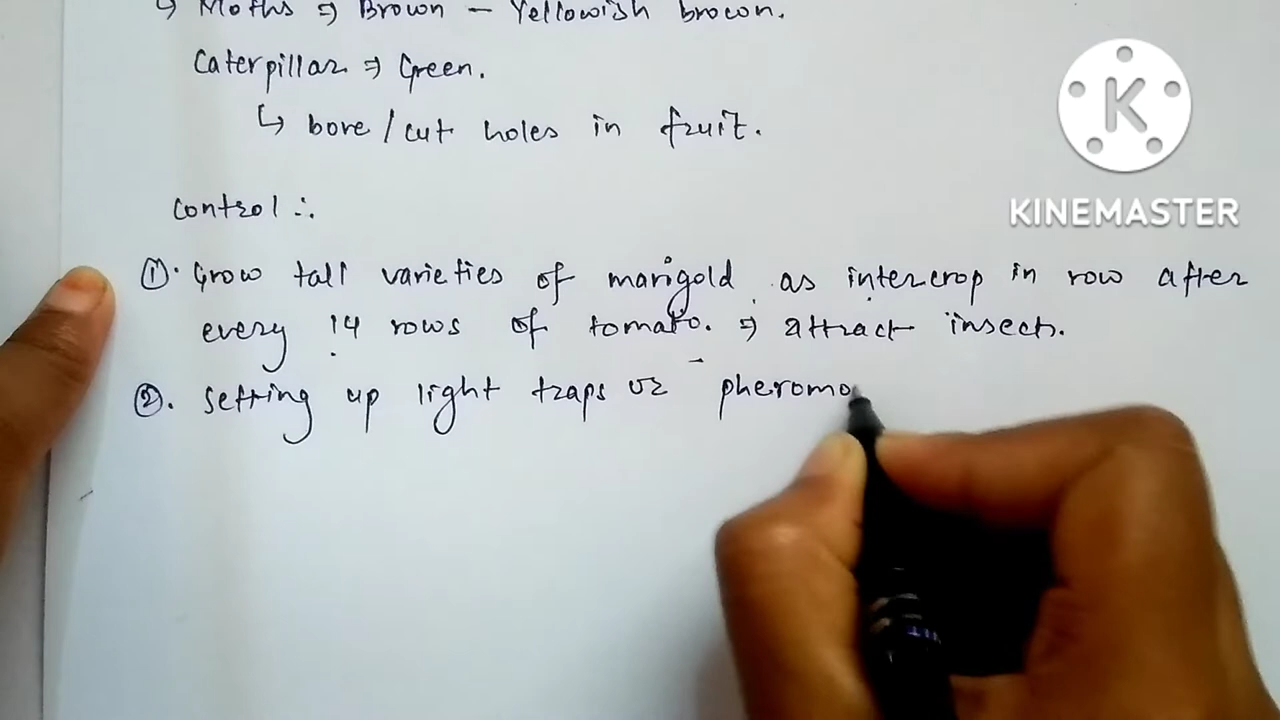 ↳ Moths ⇒ Brown - Yellowish brown.
Caterpillar ⇒ Green.
↳ bore/cut holes in fruit.
K
KINEMASTER
Control ∴
①. Grow tall varieties of marigold as intercrop in row after
every 14 rows of tomato. ⇒ attract insects.
②. Setting up light traps or pheromo